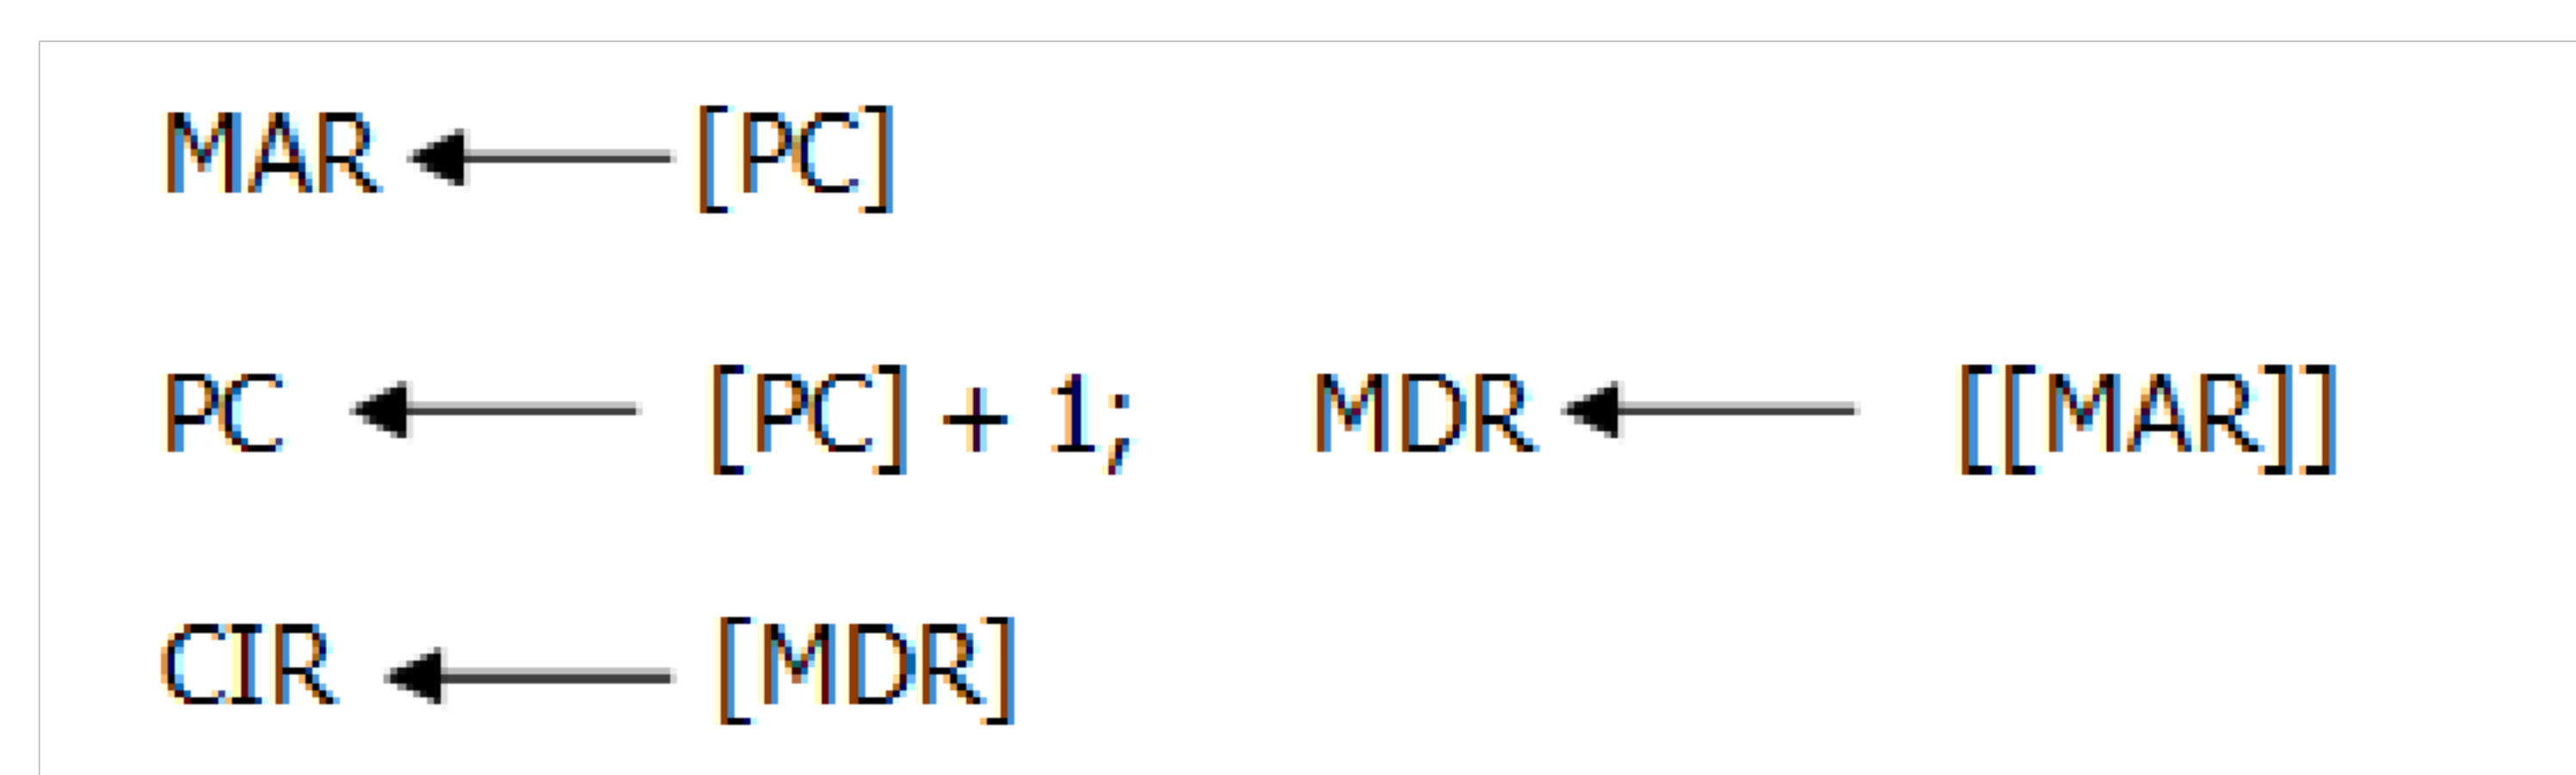 MAR ← [PC]
PC ← [PC] + 1; MDR ← [[MAR]]
CIR ← [MDR]